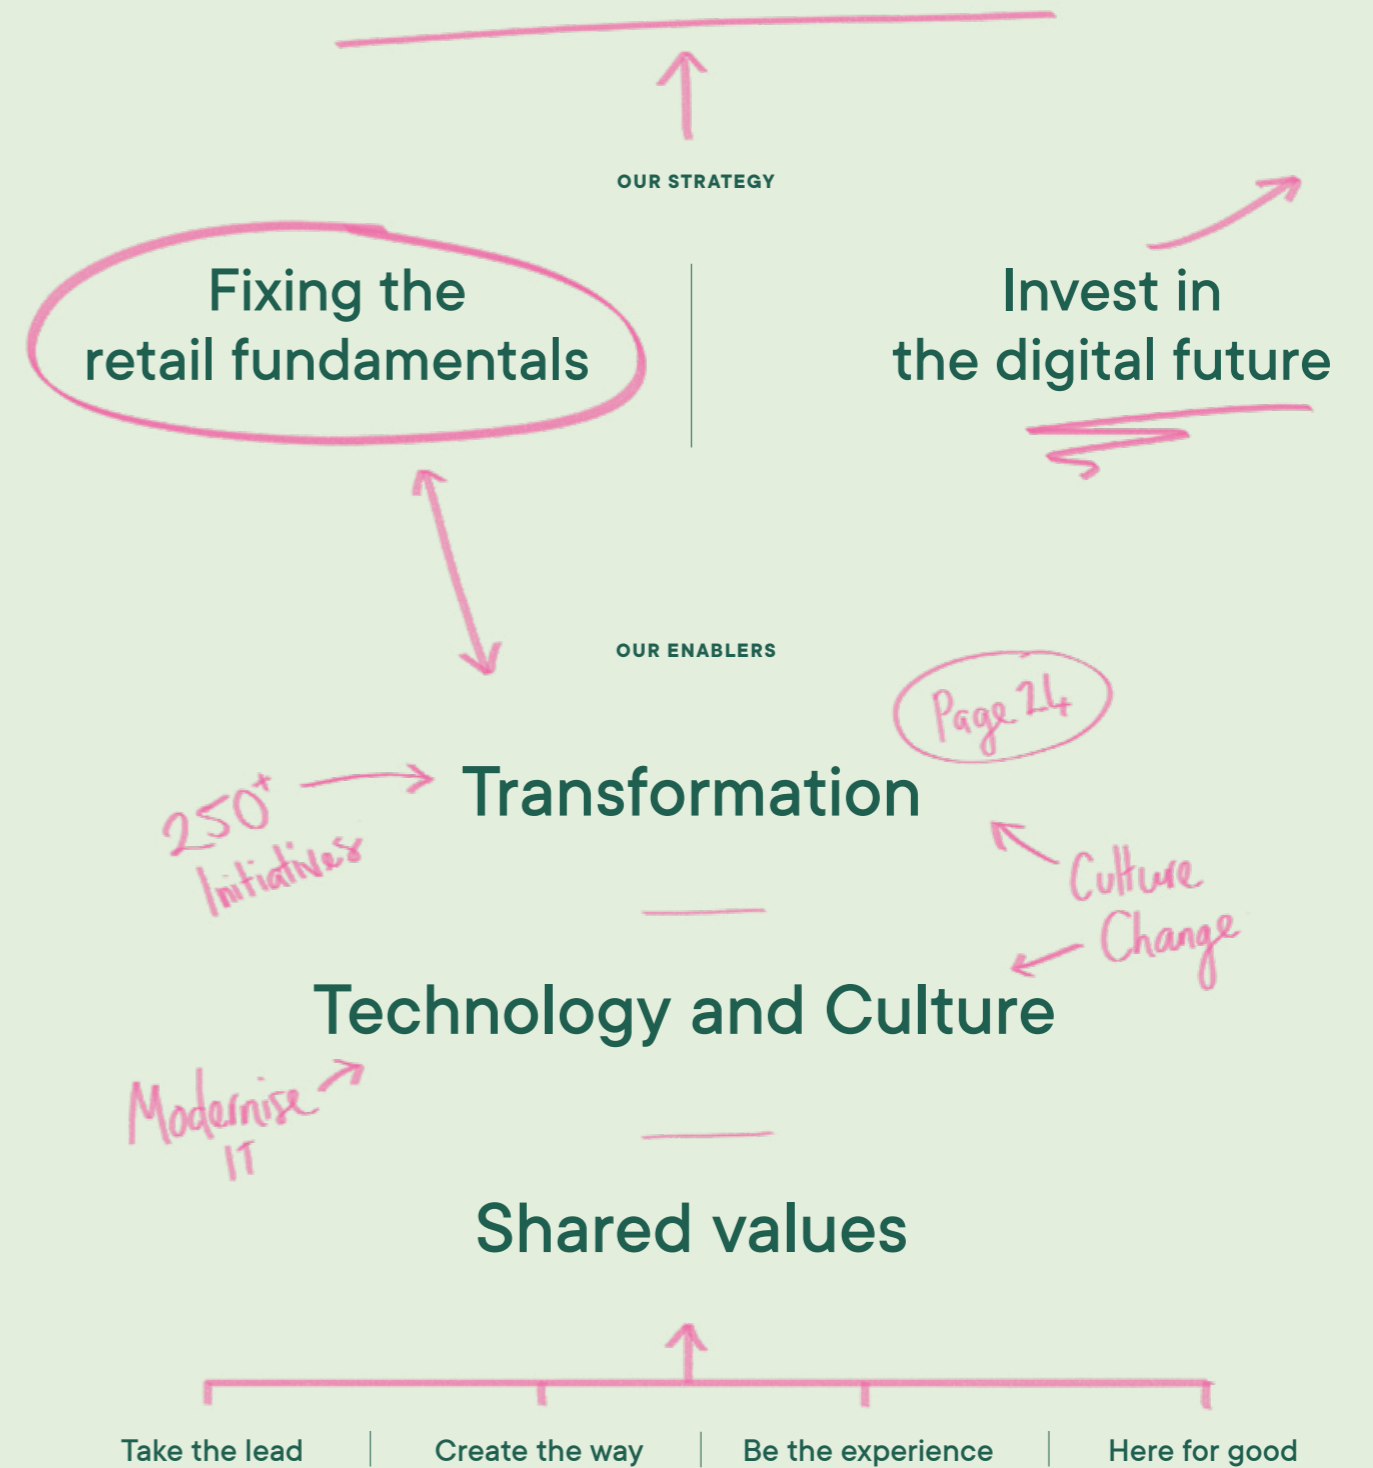 OUR STRATEGY
Fixing the
retail fundamentals
Invest in
the digital future
OUR ENABLERS
Page 24
Transformation
250+
Initiatives
Culture
Change
Technology and Culture
Modernise
IT
Shared values
Take the lead
Create the way
Be the experience
Here for good